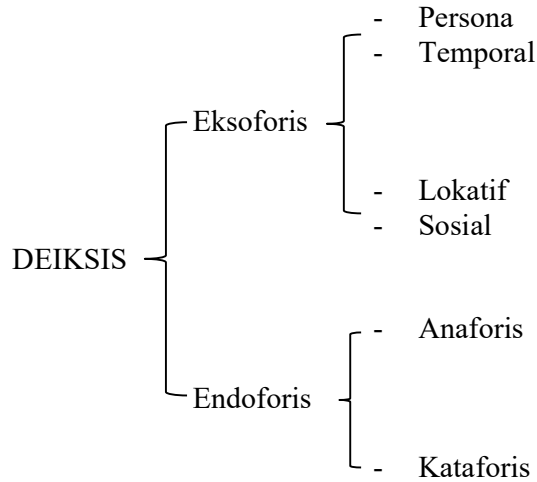 - Persona
- Temporal
Eksoforis
- Lokatif
- Sosial
DEIKSIS
- Anaforis
Endoforis
- Kataforis